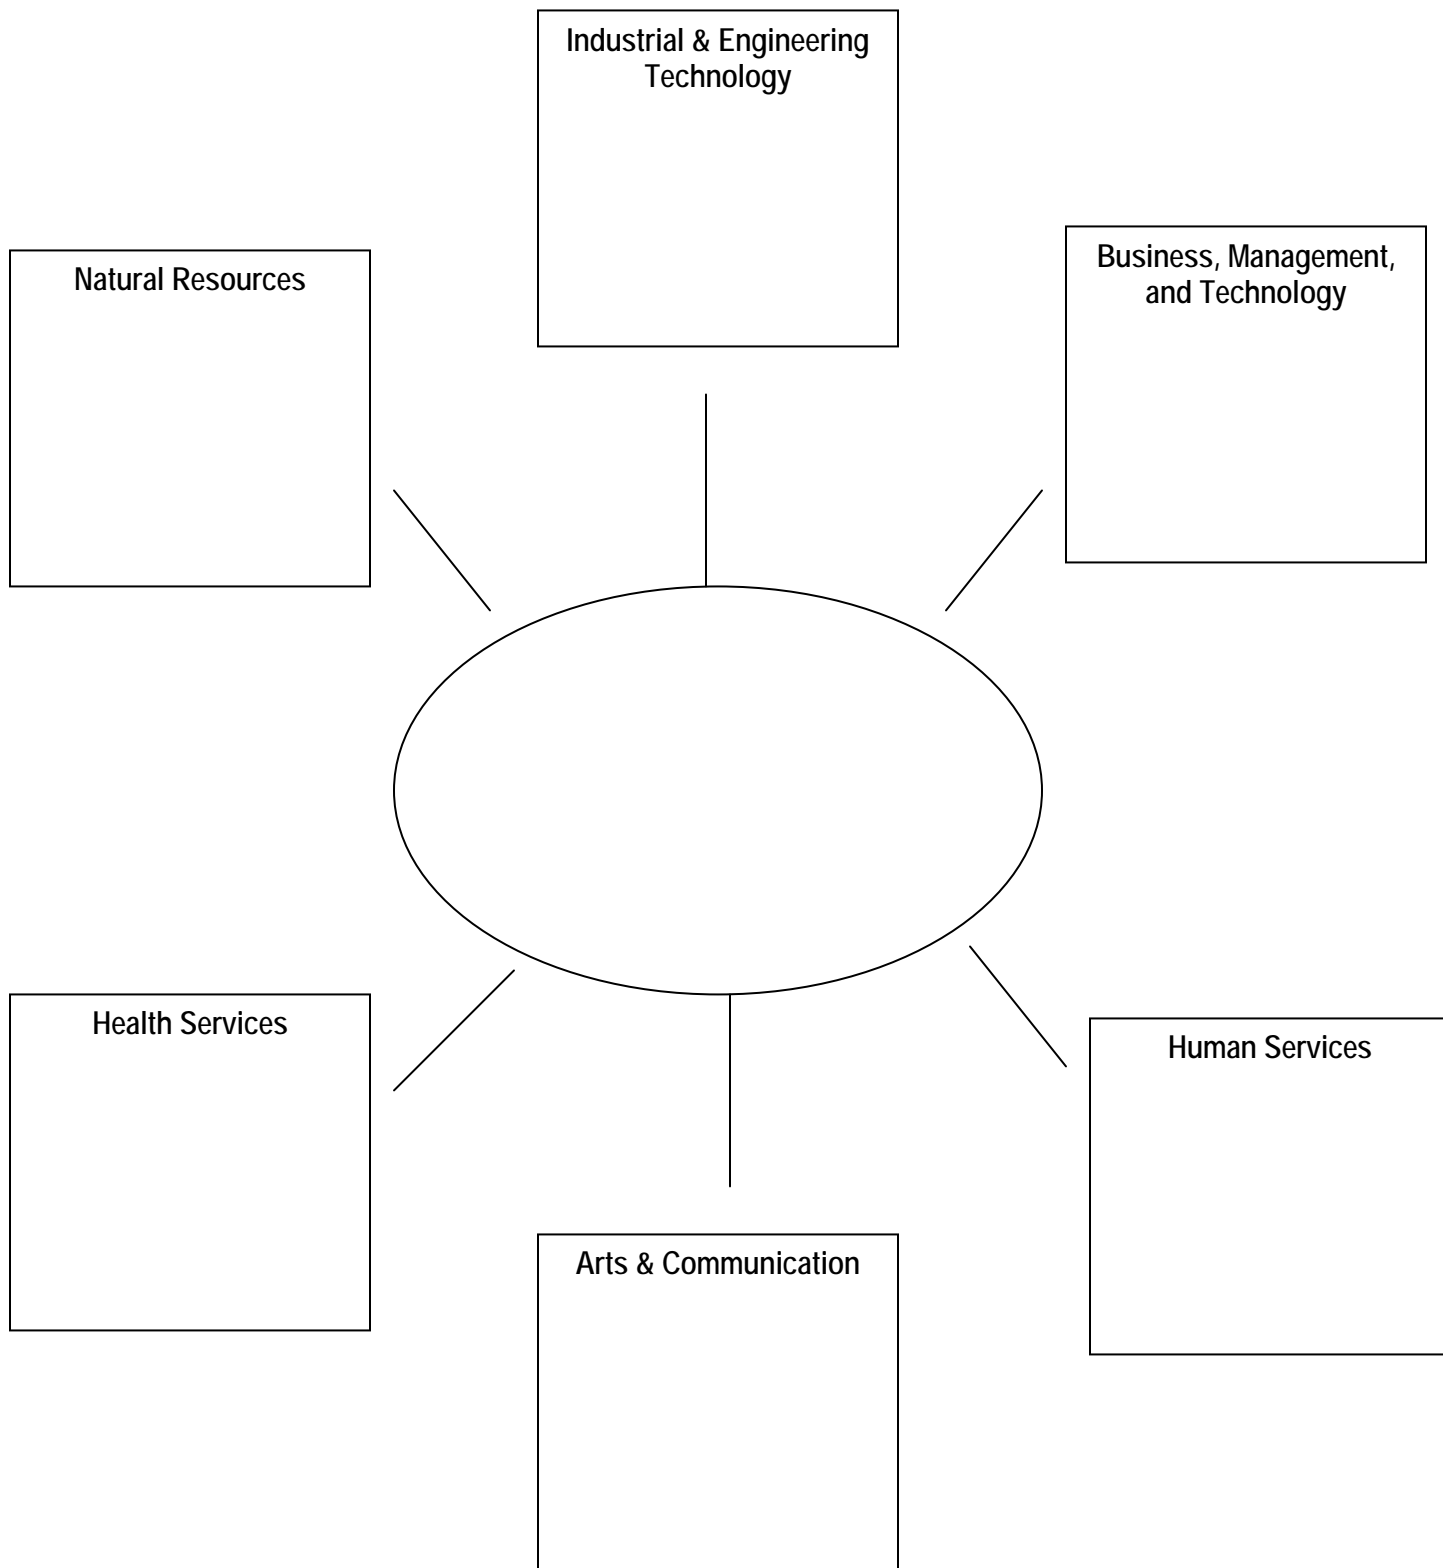 Industrial & Engineering
Technology
Business, Management,
and Technology
Natural Resources
Health Services
Human Services
Arts & Communication